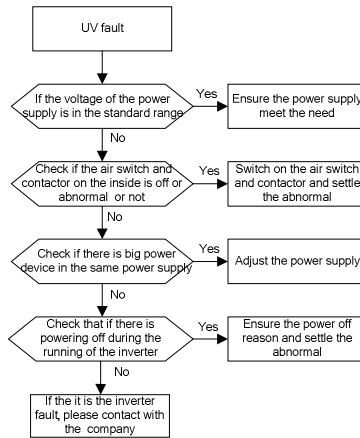 UV fault
If the voltage of the power
supply is in the standard range
Yes
Ensure the power supply
meet the need
No
Check if the air switch and
contactor on the inside is off or
abnormal or not
Yes
Switch on the air switch
and contactor and settle
the abnormal
No
Check if there is big power
device in the same power supply
Yes
Adjust the power supply
No
Check that if there is
powering off during the
running of the inverter
Yes
Ensure the power off
reason and settle the
abnormal
No
If the it is the inverter
fault, please contact with
the company